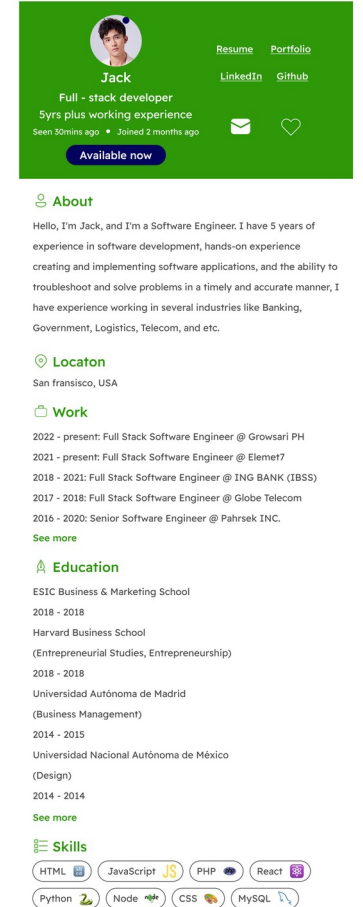 Jack
Full - stack developer
5yrs plus working experience
Seen 30mins ago • Joined 2 months ago
Available now
Resume Portfolio
LinkedIn Github
About
Hello, I'm Jack, and I'm a Software Engineer. I have 5 years of
experience in software development, hands-on experience
creating and implementing software applications, and the ability to
troubleshoot and solve problems in a timely and accurate manner, I
have experience working in several industries like Banking,
Government, Logistics, Telecom, and etc.
Locaton
San fransisco, USA
Work
2022 - present: Full Stack Software Engineer @ Growsari PH
2021 - present: Full Stack Software Engineer @ Elemet7
2018 - 2021: Full Stack Software Engineer @ ING BANK (IBSS)
2017 - 2018: Full Stack Software Engineer @ Globe Telecom
2016 - 2020: Senior Software Engineer @ Pahrsek INC.
See more
Education
ESIC Business & Marketing School
2018 - 2018
Harvard Business School
(Entrepreneurial Studies, Entrepreneurship)
2018 - 2018
Universidad Autónoma de Madrid
(Business Management)
2014 - 2015
Universidad Nacional Autónoma de México
(Design)
2014 - 2014
See more
Skills
HTML JavaScript JS PHP React
Python Node node CSS MySQL